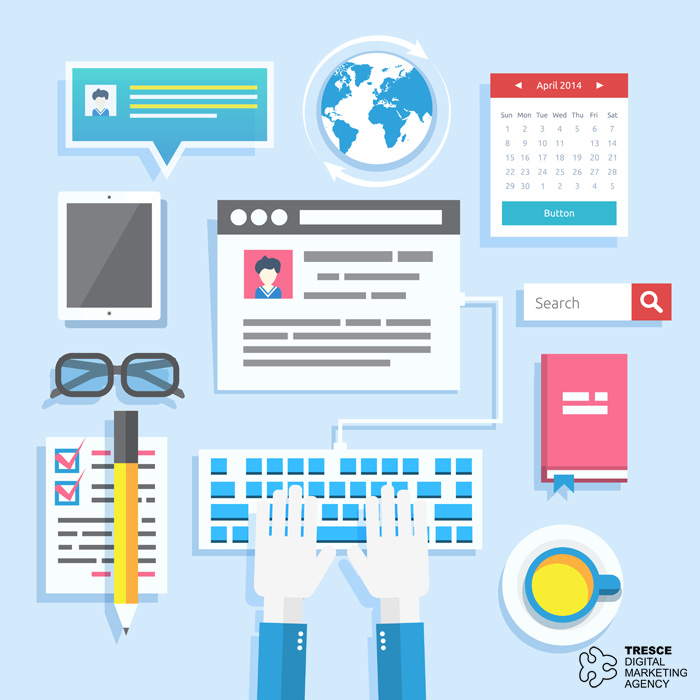 April 2014
Sun Mon Tue Wed Thu Fri Sat
1 2 3 4 5 6 7
8 9 10 11 13 14
15 16 17 18 19 20 21
22 23 24 25 26 27 28
29 30 1 2 3 4 5
Button
Search
TRESCE
DIGITAL
MARKETING
AGENCY